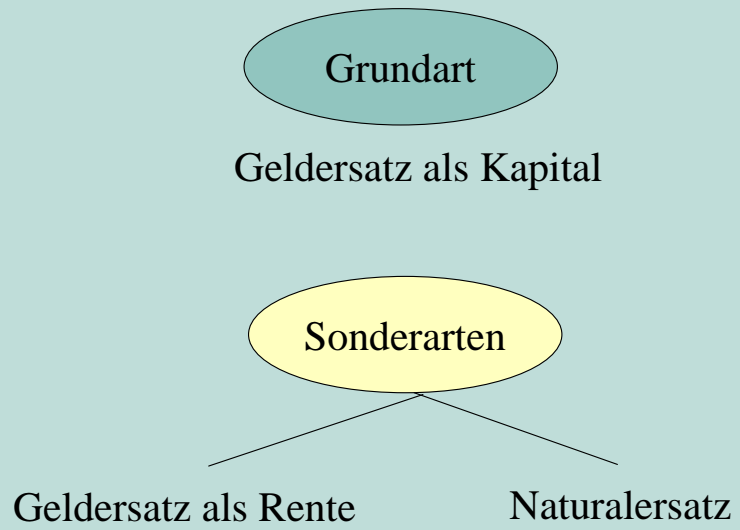 Grundart
Geldersatz als Kapital
Sonderarten
Geldersatz als Rente
Naturalersatz